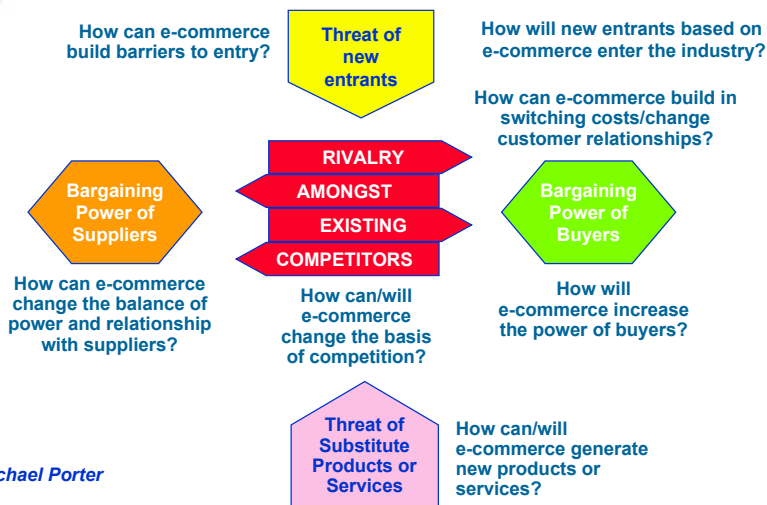 How can e-commerce
build barriers to entry?
Threat of
new
entrants
How will new entrants based on
e-commerce enter the industry?
How can e-commerce build in
switching costs/change
customer relationships?
Bargaining
Power of
Suppliers
RIVALRY
AMONGST
EXISTING
COMPETITORS
Bargaining
Power of
Buyers
How can e-commerce
change the balance of
power and relationship
with suppliers?
How can/will
e-commerce
change the basis
of competition?
How will
e-commerce increase
the power of buyers?
Threat of
Substitute
Products or
Services
How can/will
e-commerce generate
new products or
services?
chael Porter